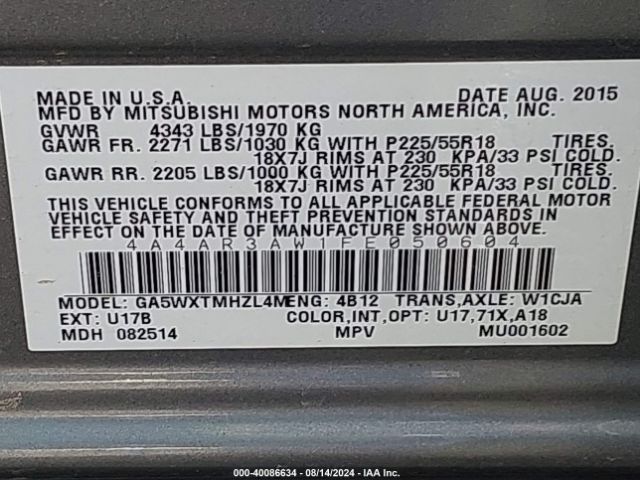 MADE IN U.S.A. DATE AUG. 2015
MFD BY MITSUBISHI MOTORS NORTH AMERICA, INC.
GVWR 4343 LBS/1970 KG
GAWR FR. 2271 LBS/1030 KG WITH P225/55R18 TIRES,
18X7J RIMS AT 230 KPA/33 PSI COLD.
GAWR RR. 2205 LBS/1000 KG WITH P225/55R18 TIRES,
18X7J RIMS AT 230 KPA/33 PSI COLD.
THIS VEHICLE CONFORMS TO ALL APPLICABLE FEDERAL MOTOR
VEHICLE SAFETY AND THEFT PREVENTION STANDARDS IN
EFFECT ON THE DATE OF MANUFACTURE SHOWN ABOVE.
4A4AR3AW1FE050604
MODEL: GA5WXTMHZL4M ENG: 4B12 TRANS,AXLE: W1CJA
EXT: U17B COLOR,INT,OPT: U17,71X,A18
MDH 082514 MPV MU001602
000-40086634 - 08/14/2024 - IAA Inc.